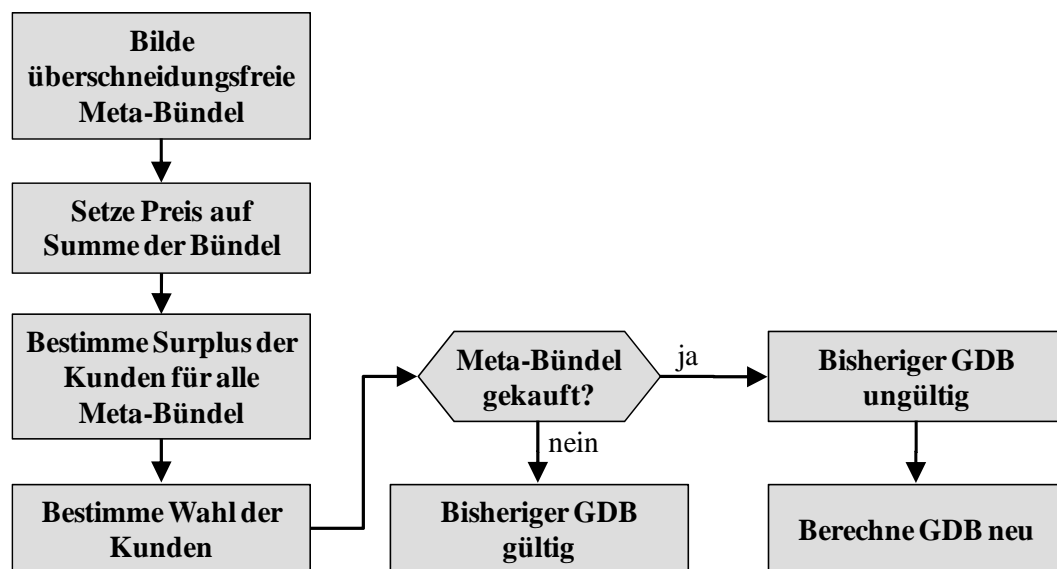 Bilde
überschneidungsfreie
Meta-Bündel
Setze Preis auf
Summe der Bündel
Bestimme Surplus der
Kunden für alle
Meta-Bündel
Bestimme Wahl der
Kunden
Meta-Bündel
gekauft?
ja
nein
Bisheriger GDB
gültig
Bisheriger GDB
ungültig
Berechne GDB neu